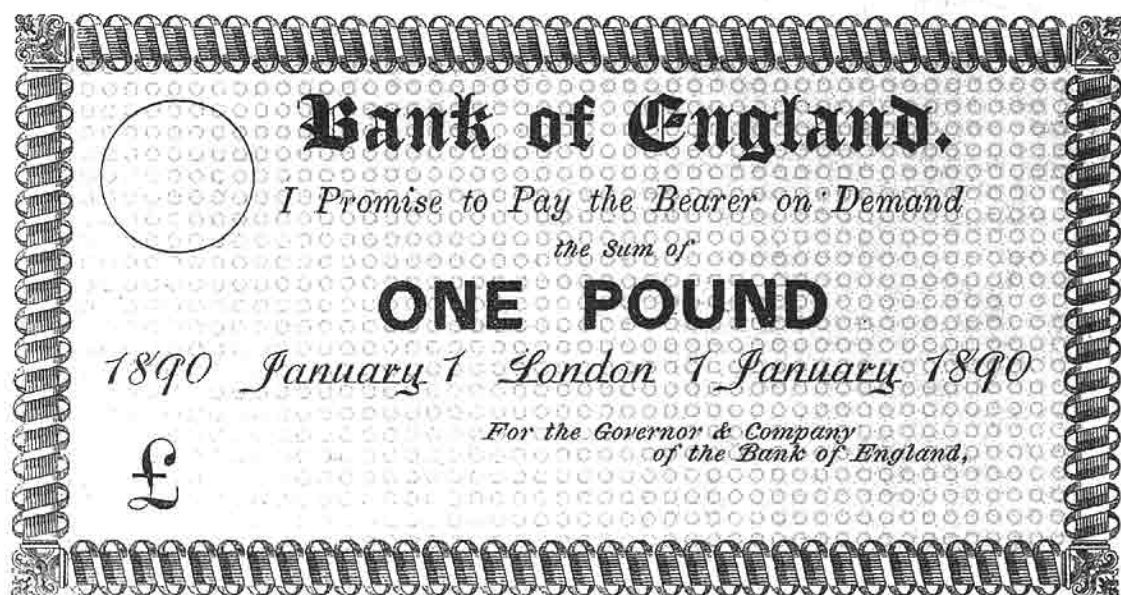 Bank of England.
I Promise to Pay the Bearer on Demand
the Sum of
ONE POUND
1890 January 1 London 1 January 1890
For the Governor & Company
of the Bank of England,
£